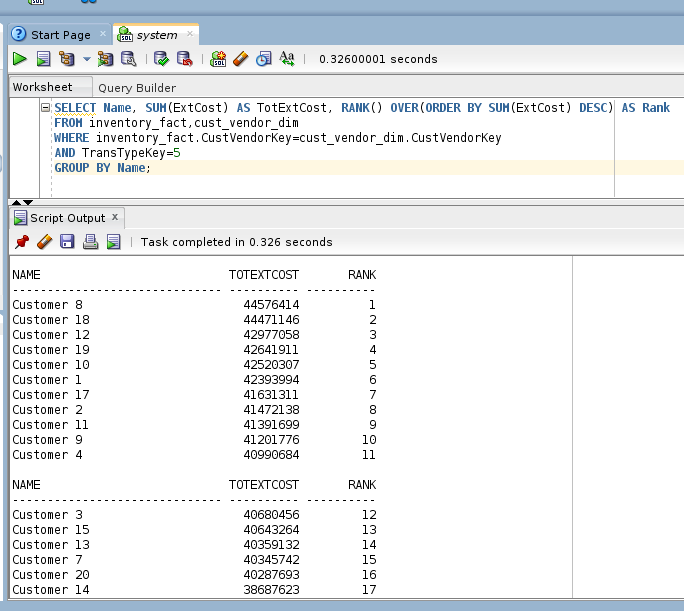 SQL
Start Page × system ×
SQL SQL Aa 0.32600001 seconds
Worksheet Query Builder
SELECT Name, SUM(ExtCost) AS TotExtCost, RANK() OVER(ORDER BY SUM(ExtCost) DESC) AS Rank
FROM inventory_fact,cust_vendor_dim
WHERE inventory_fact.CustVendorKey=cust_vendor_dim.CustVendorKey
AND TransTypeKey=5
GROUP BY Name;
Script Output x
Task completed in 0.326 seconds
NAME TOTEXTCOST RANK
------------------------------ ---------- ----------
Customer 8 44576414 1
Customer 18 44471146 2
Customer 12 42977058 3
Customer 19 42641911 4
Customer 10 42520307 5
Customer 1 42393994 6
Customer 17 41631311 7
Customer 2 41472138 8
Customer 11 41391699 9
Customer 9 41201776 10
Customer 4 40990684 11
NAME TOTEXTCOST RANK
------------------------------ ---------- ----------
Customer 3 40680456 12
Customer 15 40643264 13
Customer 13 40359132 14
Customer 7 40345742 15
Customer 20 40287693 16
Customer 14 38687623 17